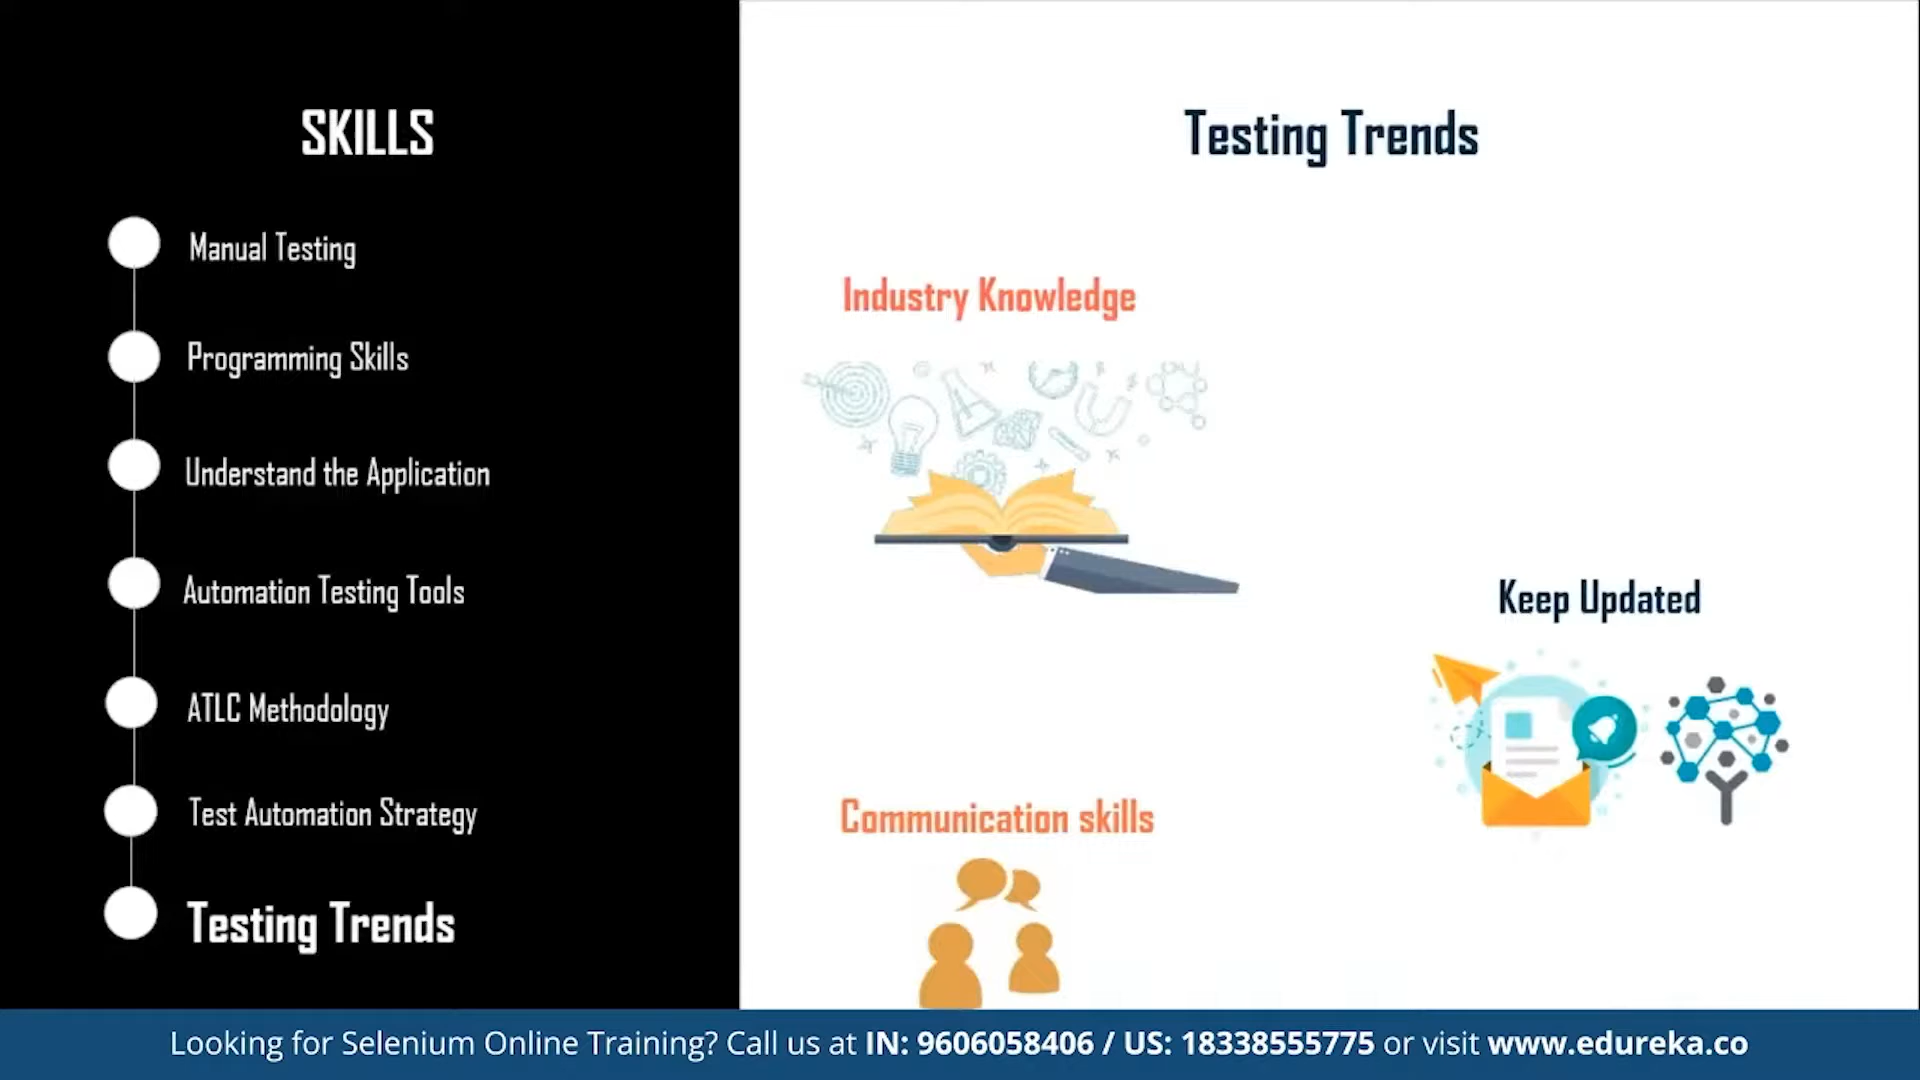 SKILLS
Manual Testing
Programming Skills
Understand the Application
Automation Testing Tools
ATLC Methodology
Test Automation Strategy
Testing Trends
Testing Trends
Industry Knowledge
Keep Updated
Communication skills
Looking for Selenium Online Training? Call us at IN: 9606058406 / US: 18338555775 or visit www.edureka.co